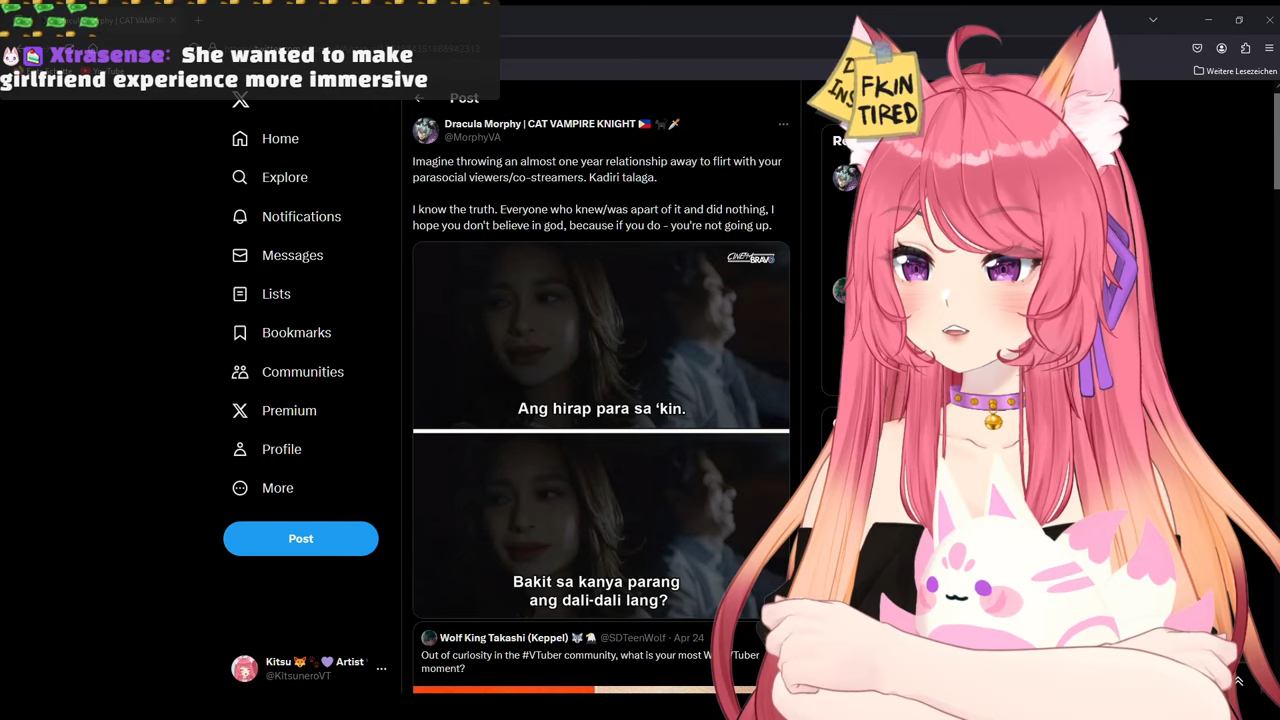 Xtrasense: She wanted to make
girlfriend experience more immersive
Weitere Lesezeichen
Post
Home
Explore
Notifications
Messages
Lists
Bookmarks
Communities
Premium
Profile
More
Post
Kitsu 🦊🐾💜 Artist
@KitsuneroVT
Dracula Morphy | CAT VAMPIRE KNIGHT 🇵🇭 🐈‍⬛ 🗡️
@MorphyVA
Imagine throwing an almost one year relationship away to flirt with your
parasocial viewers/co-streamers. Kadiri talaga.
I know the truth. Everyone who knew/was apart of it and did nothing, I
hope you don't believe in god, because if you do - you're not going up.
CINEMA
BRAVO
Ang hirap para sa ‘kin.
Bakit sa kanya parang
ang dali-dali lang?
Wolf King Takashi (Keppel) @SDTeenWolf · Apr 24
Out of curiosity in the #VTuber community, what is your most W VTuber
moment?
FKIN
TIRED